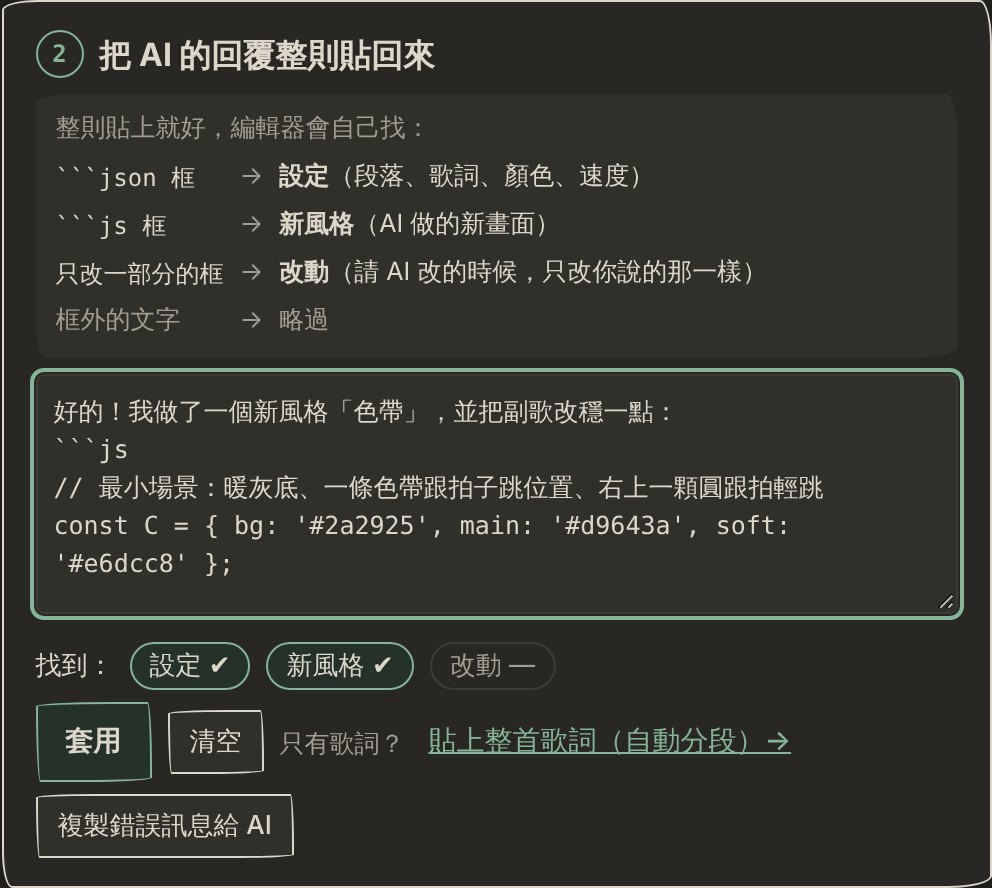 2 把 AI 的回覆整則貼回來
整則貼上就好，編輯器會自己找：
```json 框 → 設定（段落、歌詞、顏色、速度）
```js 框 → 新風格（AI 做的新畫面）
只改一部分的框 → 改動（請 AI 改的時候，只改你說的那一樣）
框外的文字 → 略過
好的！我做了一個新風格「色帶」，並把副歌改穩一點：
```js
// 最小場景：暖灰底、一條色帶跟拍子跳位置、右上一顆圓跟拍輕跳
const C = { bg: '#2a2925', main: '#d9643a', soft:
'#e6dcc8' };
找到： 設定 ✔ 新風格 ✔ 改動 —
套用 清空 只有歌詞？ 貼上整首歌詞（自動分段）→
複製錯誤訊息給 AI